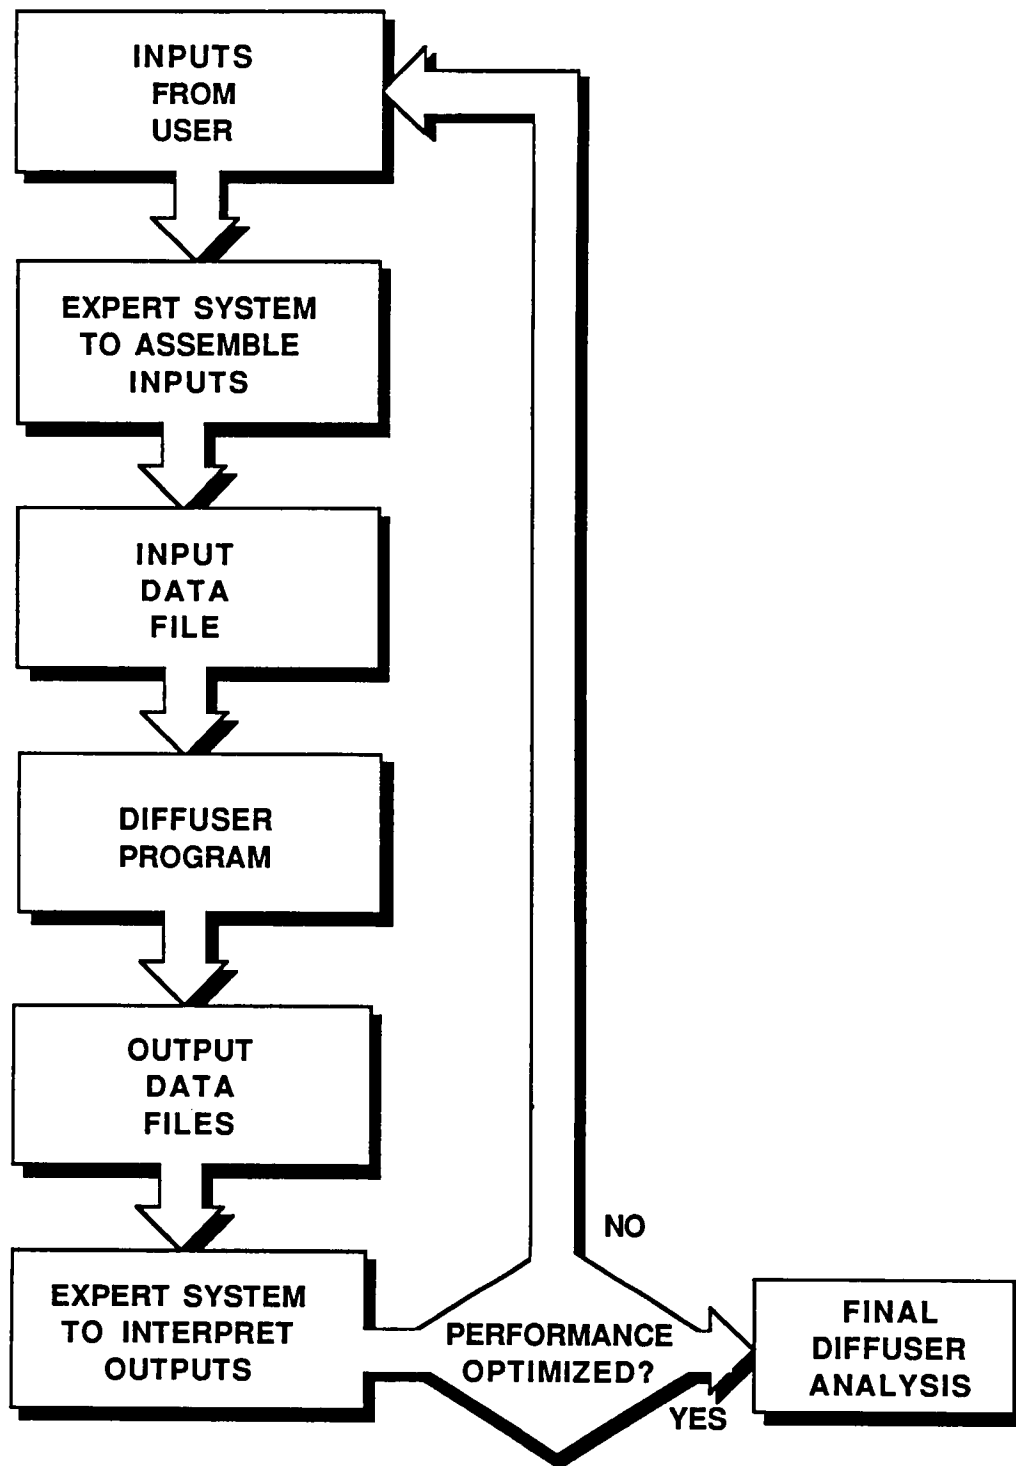 INPUTS
FROM
USER
EXPERT SYSTEM
TO ASSEMBLE
INPUTS
INPUT
DATA
FILE
DIFFUSER
PROGRAM
OUTPUT
DATA
FILES
EXPERT SYSTEM
TO INTERPRET
OUTPUTS
PERFORMANCE
OPTIMIZED?
NO
YES
FINAL
DIFFUSER
ANALYSIS